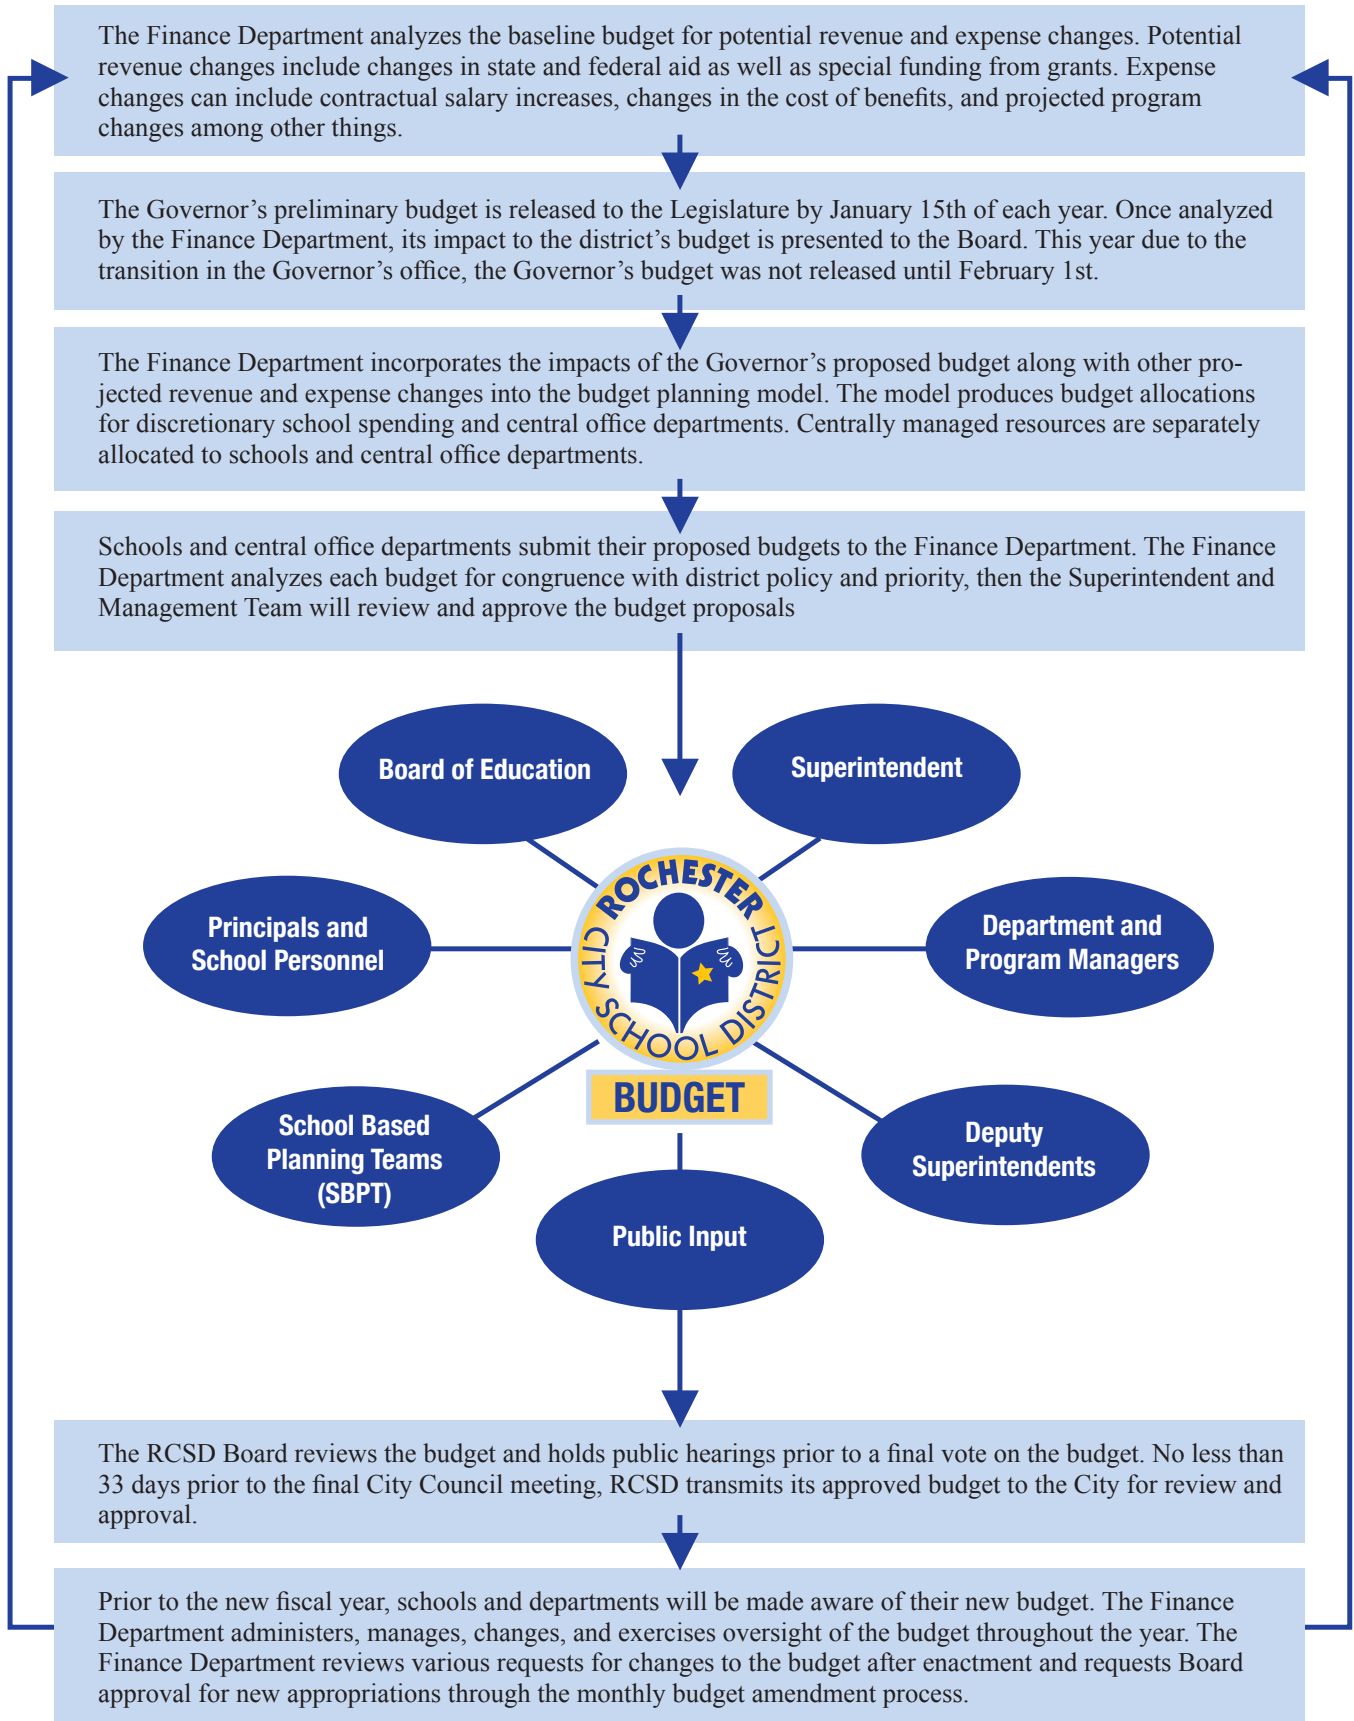 The Finance Department analyzes the baseline budget for potential revenue and expense changes. Potential
revenue changes include changes in state and federal aid as well as special funding from grants. Expense
changes can include contractual salary increases, changes in the cost of benefits, and projected program
changes among other things.
The Governor’s preliminary budget is released to the Legislature by January 15th of each year. Once analyzed
by the Finance Department, its impact to the district’s budget is presented to the Board. This year due to the
transition in the Governor’s office, the Governor’s budget was not released until February 1st.
The Finance Department incorporates the impacts of the Governor’s proposed budget along with other pro-
jected revenue and expense changes into the budget planning model. The model produces budget allocations
for discretionary school spending and central office departments. Centrally managed resources are separately
allocated to schools and central office departments.
Schools and central office departments submit their proposed budgets to the Finance Department. The Finance
Department analyzes each budget for congruence with district policy and priority, then the Superintendent and
Management Team will review and approve the budget proposals
Board of Education
Superintendent
Principals and
School Personnel
ROCHESTER
CITY SCHOOL DISTRICT
Department and
Program Managers
BUDGET
School Based
Planning Teams
(SBPT)
Deputy
Superintendents
Public Input
The RCSD Board reviews the budget and holds public hearings prior to a final vote on the budget. No less than
33 days prior to the final City Council meeting, RCSD transmits its approved budget to the City for review and
approval.
Prior to the new fiscal year, schools and departments will be made aware of their new budget. The Finance
Department administers, manages, changes, and exercises oversight of the budget throughout the year. The
Finance Department reviews various requests for changes to the budget after enactment and requests Board
approval for new appropriations through the monthly budget amendment process.